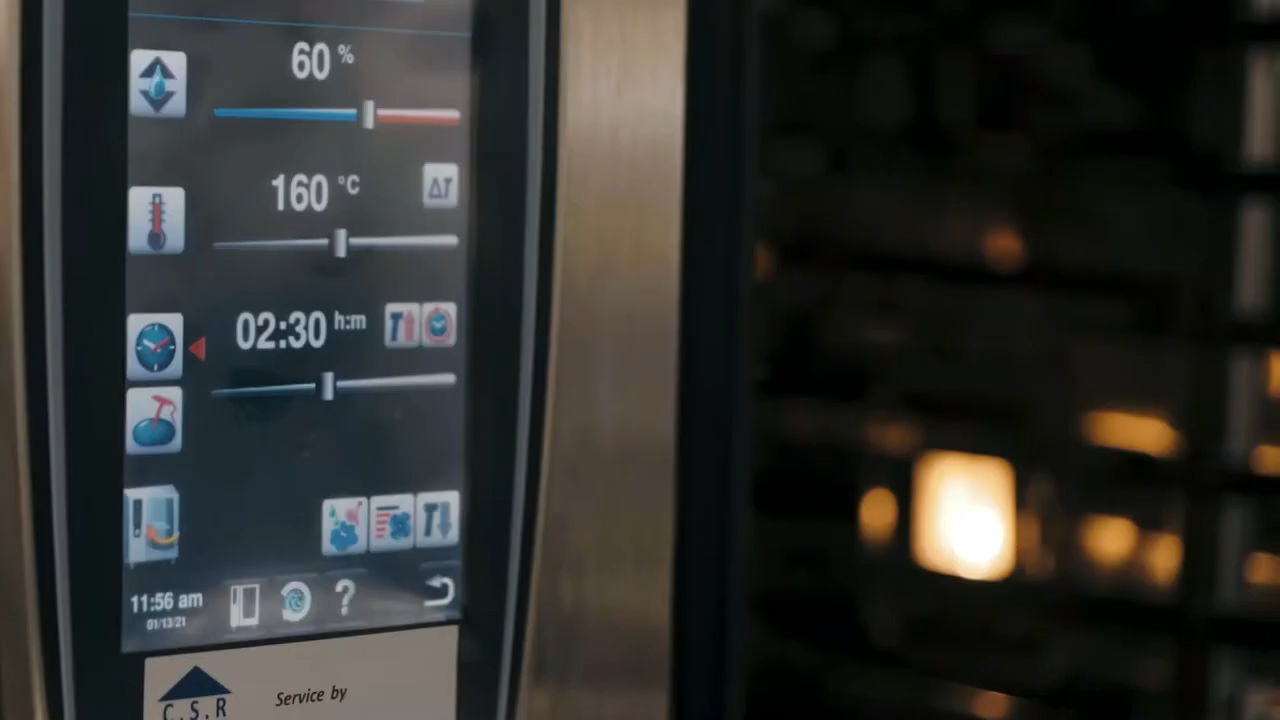 60 %
160 °C
ΔT
02:30 h:m
T
T
?
11:56 am
01/13/21
C.S.R
Service by